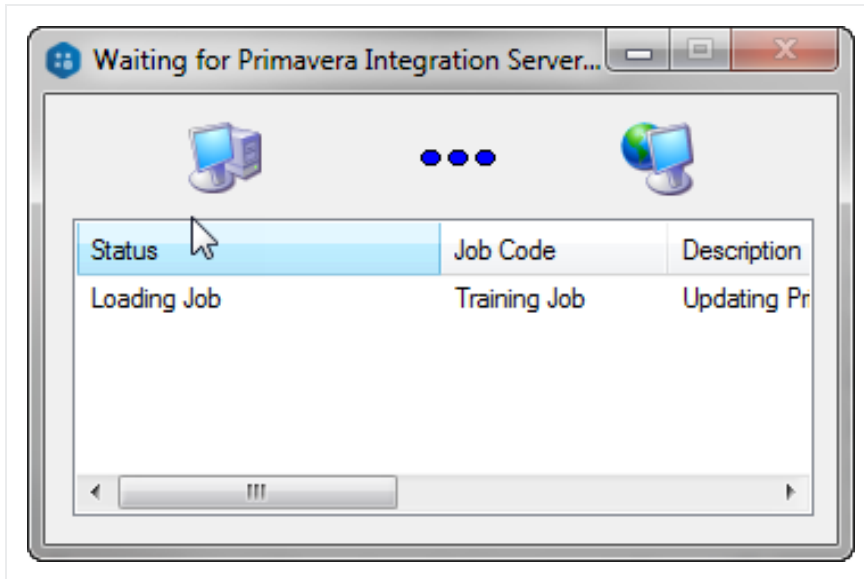 Waiting for Primavera Integration Server...
Status Job Code Description
Loading Job Training Job Updating Pr